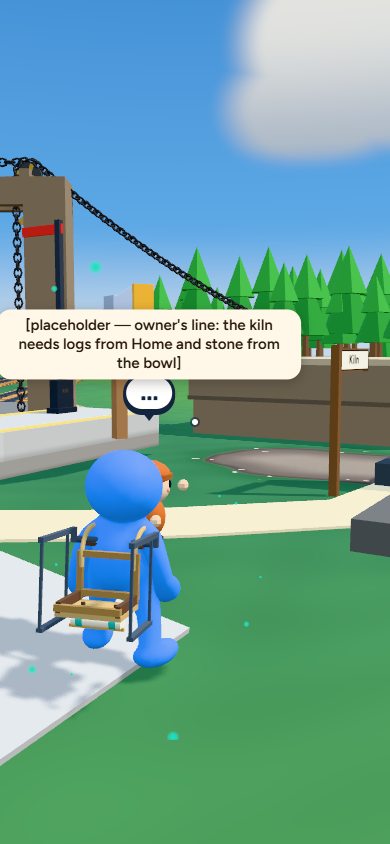 [placeholder — owner's line: the kiln
needs logs from Home and stone from
the bowl]
Kiln
...